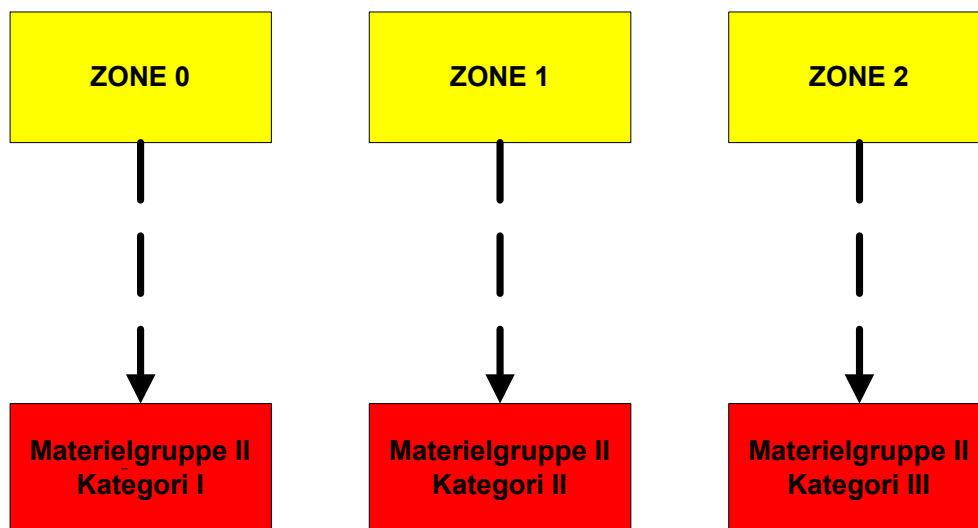 ZONE 0
ZONE 1
ZONE 2
Materielgruppe II
Kategori I
Materielgruppe II
Kategori II
Materielgruppe II
Kategori III